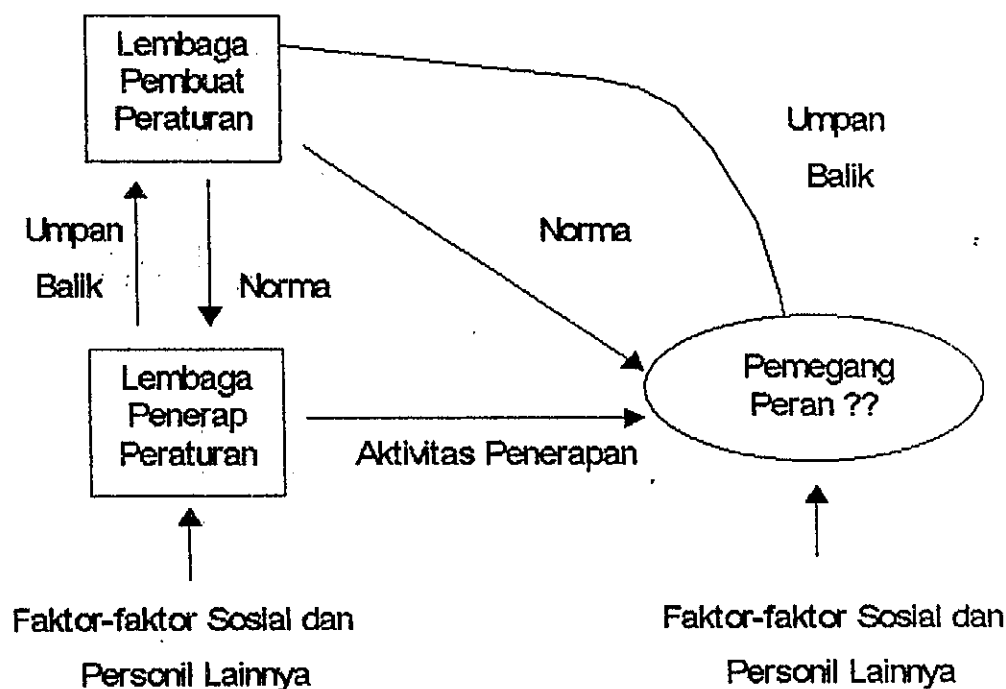 Lembaga
Pembuat
Peraturan
Umpan
Balik
Norma
Umpan
Balik
Norma
Lembaga
Penerap
Peraturan
Aktivitas Penerapan
Pemegang
Peran ??
Faktor-faktor Sosial dan
Personil Lainnya
Faktor-faktor Sosial dan
Personil Lainnya